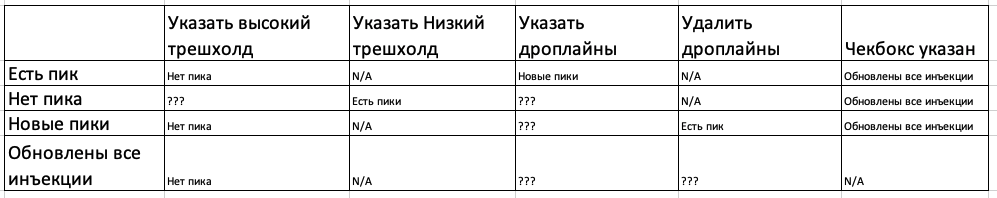 Указать высокий трешхолд
Указать Низкий трешхолд
Указать дроплайны
Удалить дроплайны
Чекбокс указан
Есть пик
Нет пика
N/A
Новые пики
N/A
Обновлены все инъекции
Нет пика
???
Есть пики
???
N/A
Обновлены все инъекции
Новые пики
Нет пика
N/A
???
Есть пик
Обновлены все инъекции
Обновлены все инъекции
Нет пика
N/A
???
???
N/A